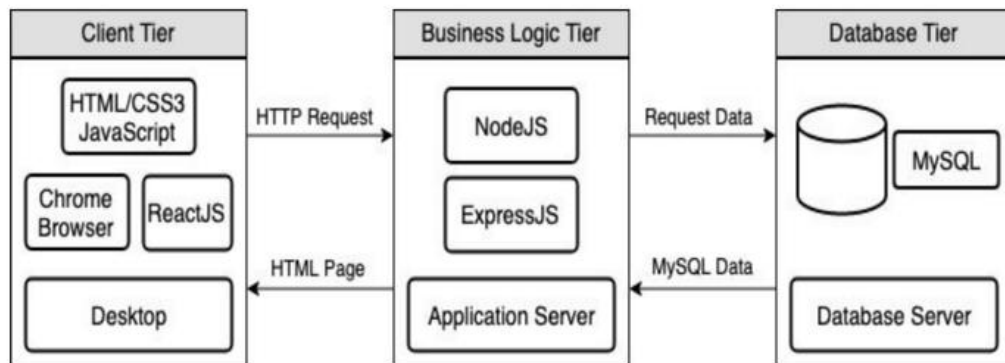 Client Tier
HTML/CSS3
JavaScript
Chrome
Browser
ReactJS
Desktop
HTTP Request
HTML Page
Business Logic Tier
NodeJS
ExpressJS
Application Server
Request Data
MySQL Data
Database Tier
MySQL
Database Server